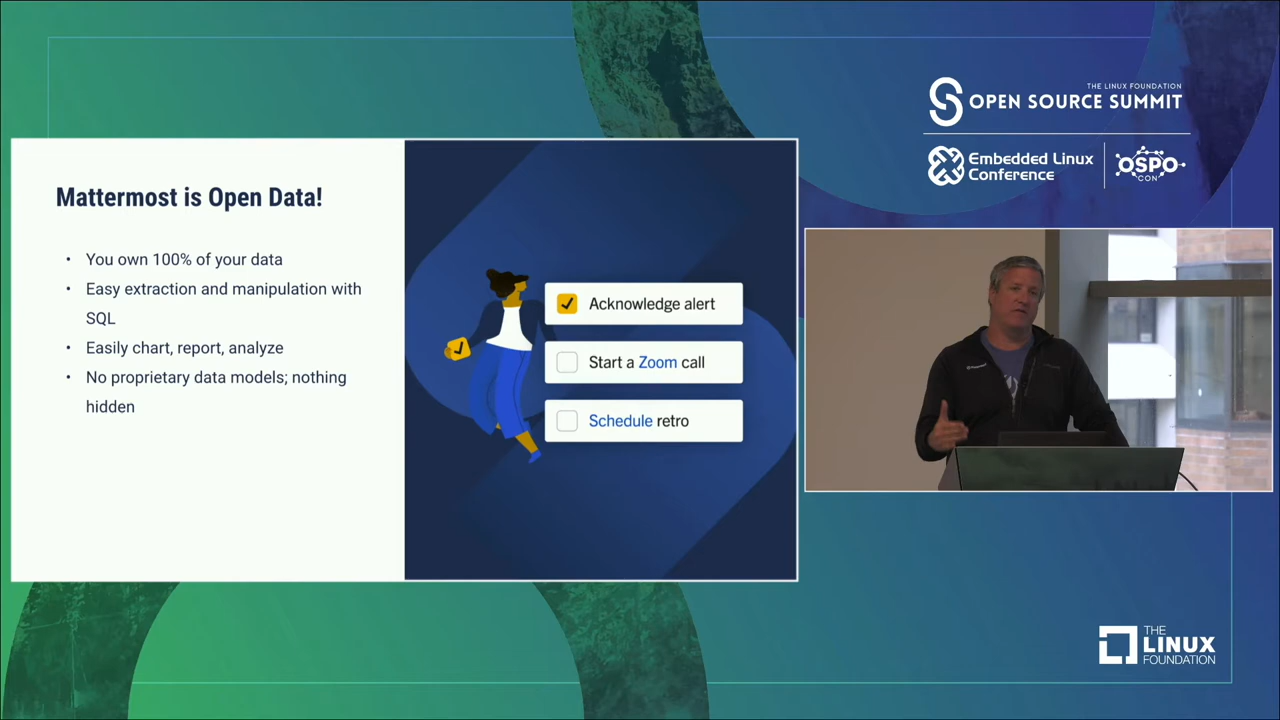 THE LINUX FOUNDATION
OPEN SOURCE SUMMIT
Embedded Linux
Conference
OSPO
CON
Mattermost is Open Data!
• You own 100% of your data
• Easy extraction and manipulation with
SQL
• Easily chart, report, analyze
• No proprietary data models; nothing
hidden
Acknowledge alert
Start a Zoom call
Schedule retro
THE
LINUX
FOUNDATION